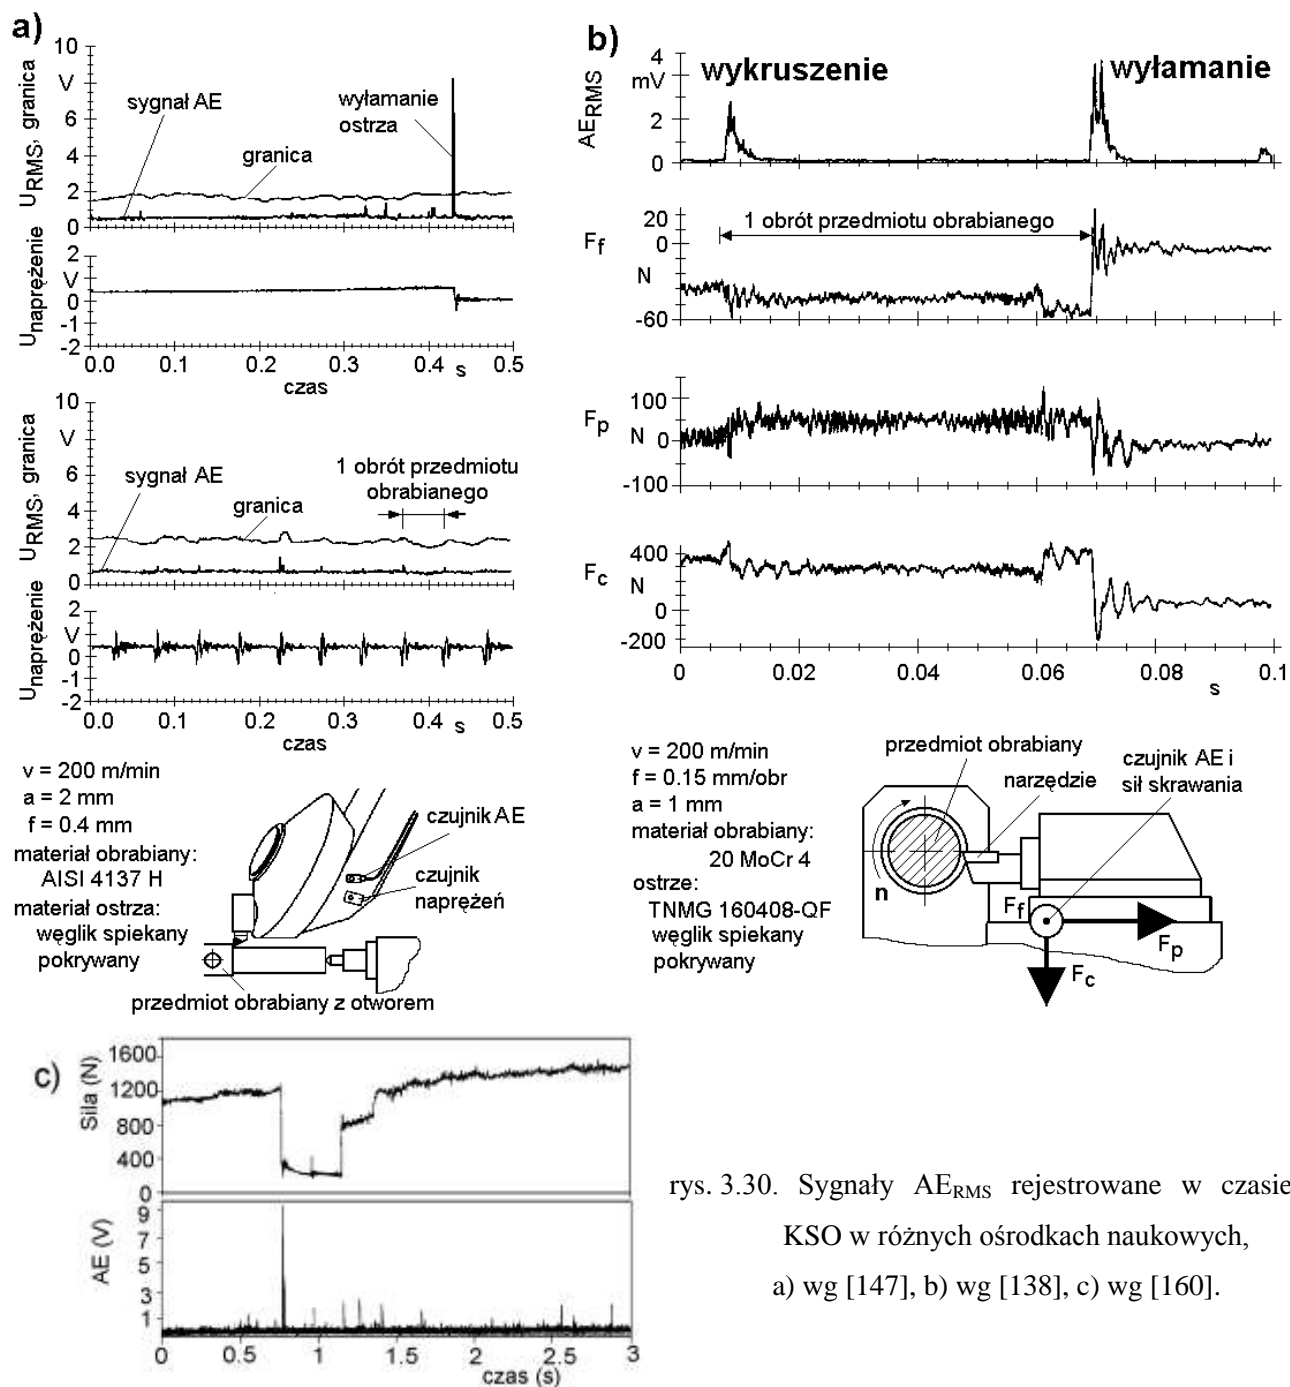 a)
10
V
8
6
4
2
0
U_RMS, granica
sygnał AE
granica
wyłamanie
ostrza
2
V
0
-1
-2
U_naprężenie
0.0 0.1 0.2 0.3 0.4 s 0.5
czas
10
V
8
6
4
2
0
U_RMS, granica
sygnał AE
granica
1 obrót przedmiotu
obrabianego
2
V
0
-1
-2
U_naprężenie
0.0 0.1 0.2 0.3 0.4 s 0.5
czas
v = 200 m/min
a = 2 mm
f = 0.4 mm
materiał obrabiany:
AISI 4137 H
materiał ostrza:
węglik spiekany
pokrywany
czujnik AE
czujnik
naprężeń
przedmiot obrabiany z otworem
b)
4
mV
2
0
AE_RMS
wykruszenie
wyłamanie
20
0
N
-60
F_f
1 obrót przedmiotu obrabianego
100
N
0
-100
F_p
400
N
0
-200
F_c
0 0.02 0.04 0.06 0.08 s 0.1
v = 200 m/min
f = 0.15 mm/obr
a = 1 mm
materiał obrabiany:
20 MoCr 4
ostrze:
TNMG 160408-QF
węglik spiekany
pokrywany
przedmiot obrabiany
narzędzie
czujnik AE i
sił skrawania
n
F_f
F_p
F_c
c)
1600
1200
800
400
0
Sila (N)
9
7
5
3
1
AE (V)
0 0.5 1 1.5 2 2.5 3
czas (s)
rys. 3.30. Sygnały AE_RMS rejestrowane w czasie
KSO w różnych ośrodkach naukowych,
a) wg [147], b) wg [138], c) wg [160].